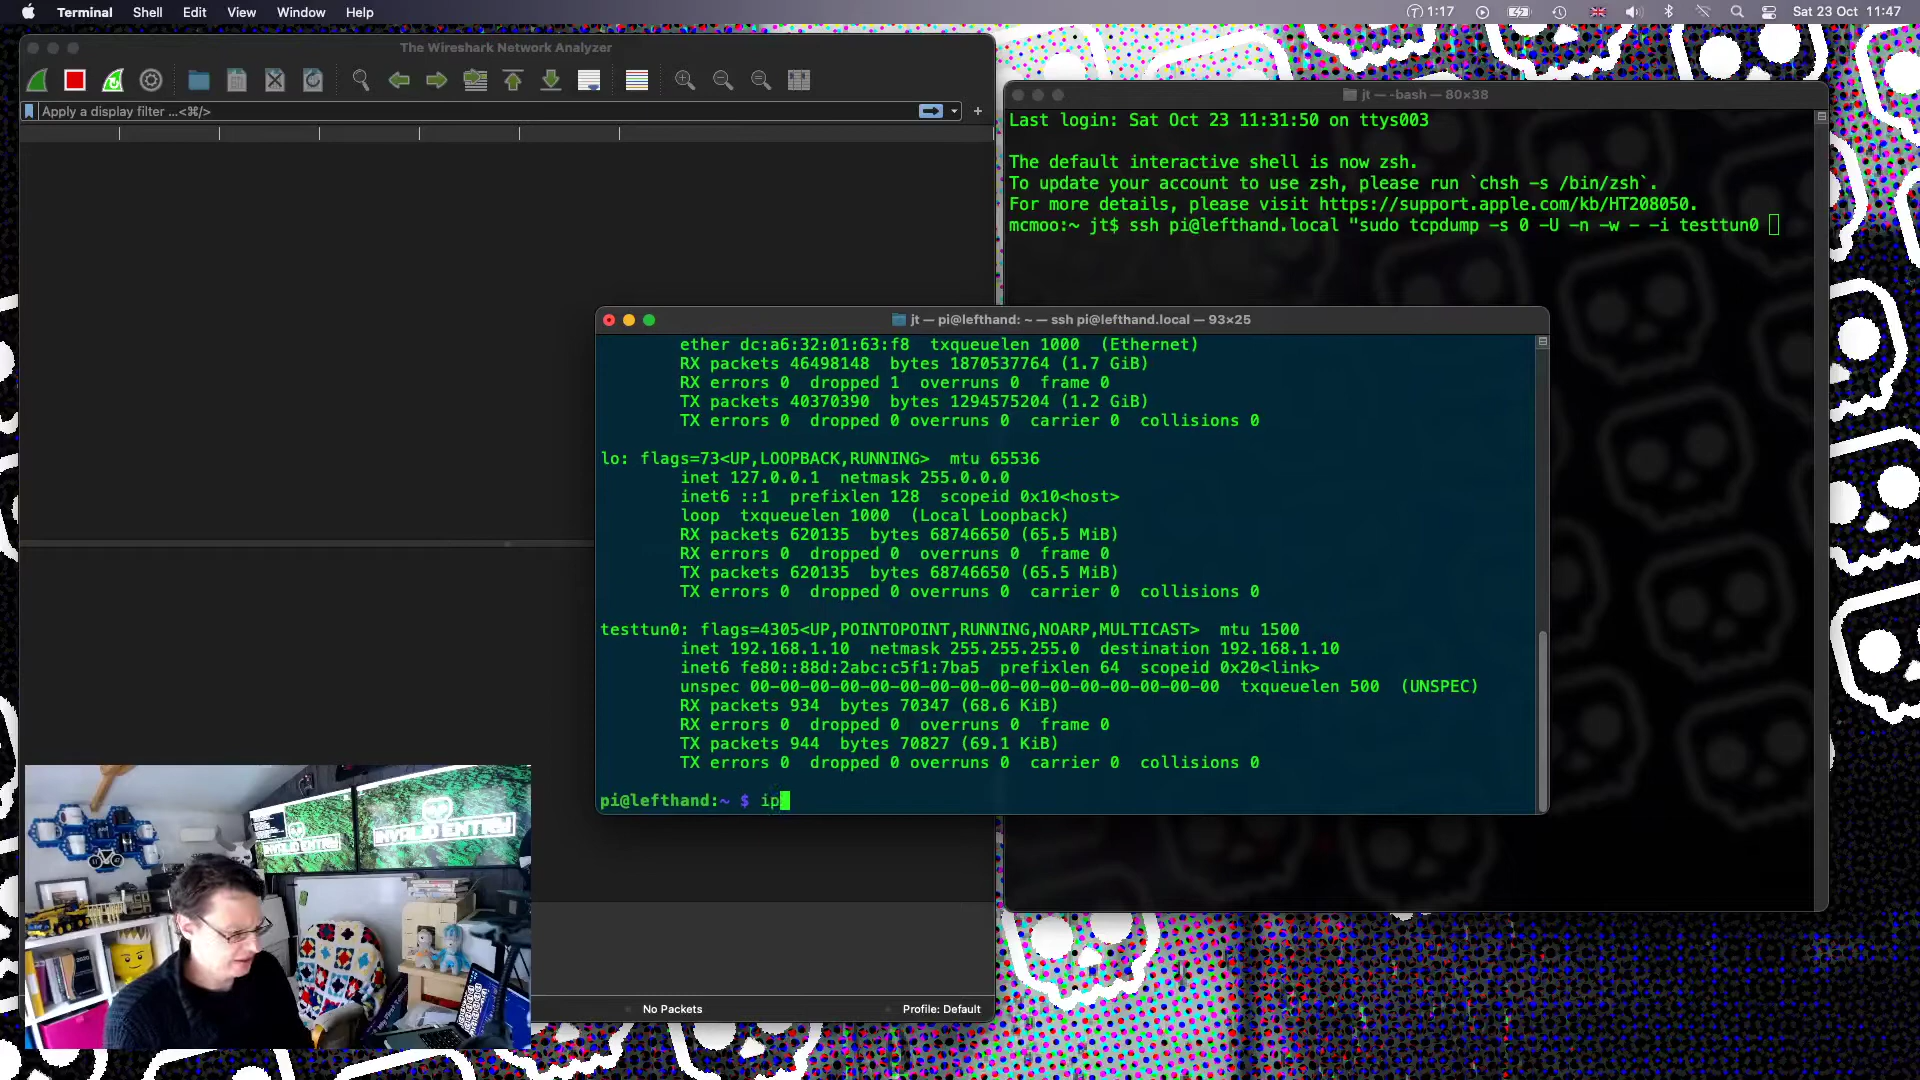 Terminal Shell Edit View Window Help
1:17 Sat 23 Oct 11:47
The Wireshark Network Analyzer
Apply a display filter ...<⌘/>
No Packets Profile: Default
jt — -bash — 80×38
Last login: Sat Oct 23 11:31:50 on ttys003
The default interactive shell is now zsh.
To update your account to use zsh, please run `chsh -s /bin/zsh`.
For more details, please visit https://support.apple.com/kb/HT208050.
mcmoo:~ jt$ ssh pi@lefthand.local "sudo tcpdump -s 0 -U -n -w - -i testtun0
jt — pi@lefthand: ~ — ssh pi@lefthand.local — 93×25
ether dc:a6:32:01:63:f8 txqueuelen 1000 (Ethernet)
RX packets 46498148 bytes 1870537764 (1.7 GiB)
RX errors 0 dropped 1 overruns 0 frame 0
TX packets 40370390 bytes 1294575204 (1.2 GiB)
TX errors 0 dropped 0 overruns 0 carrier 0 collisions 0
lo: flags=73<UP,LOOPBACK,RUNNING> mtu 65536
inet 127.0.0.1 netmask 255.0.0.0
inet6 ::1 prefixlen 128 scopeid 0x10<host>
loop txqueuelen 1000 (Local Loopback)
RX packets 620135 bytes 68746650 (65.5 MiB)
RX errors 0 dropped 0 overruns 0 frame 0
TX packets 620135 bytes 68746650 (65.5 MiB)
TX errors 0 dropped 0 overruns 0 carrier 0 collisions 0
testtun0: flags=4305<UP,POINTOPOINT,RUNNING,NOARP,MULTICAST> mtu 1500
inet 192.168.1.10 netmask 255.255.255.0 destination 192.168.1.10
inet6 fe80::88d:2abc:c5f1:7ba5 prefixlen 64 scopeid 0x20<link>
unspec 00-00-00-00-00-00-00-00-00-00-00-00-00-00-00-00 txqueuelen 500 (UNSPEC)
RX packets 934 bytes 70347 (68.6 KiB)
RX errors 0 dropped 0 overruns 0 frame 0
TX packets 944 bytes 70827 (69.1 KiB)
TX errors 0 dropped 0 overruns 0 carrier 0 collisions 0
pi@lefthand:~ $ ip
INVALID ENTRY
INVALID ENTRY